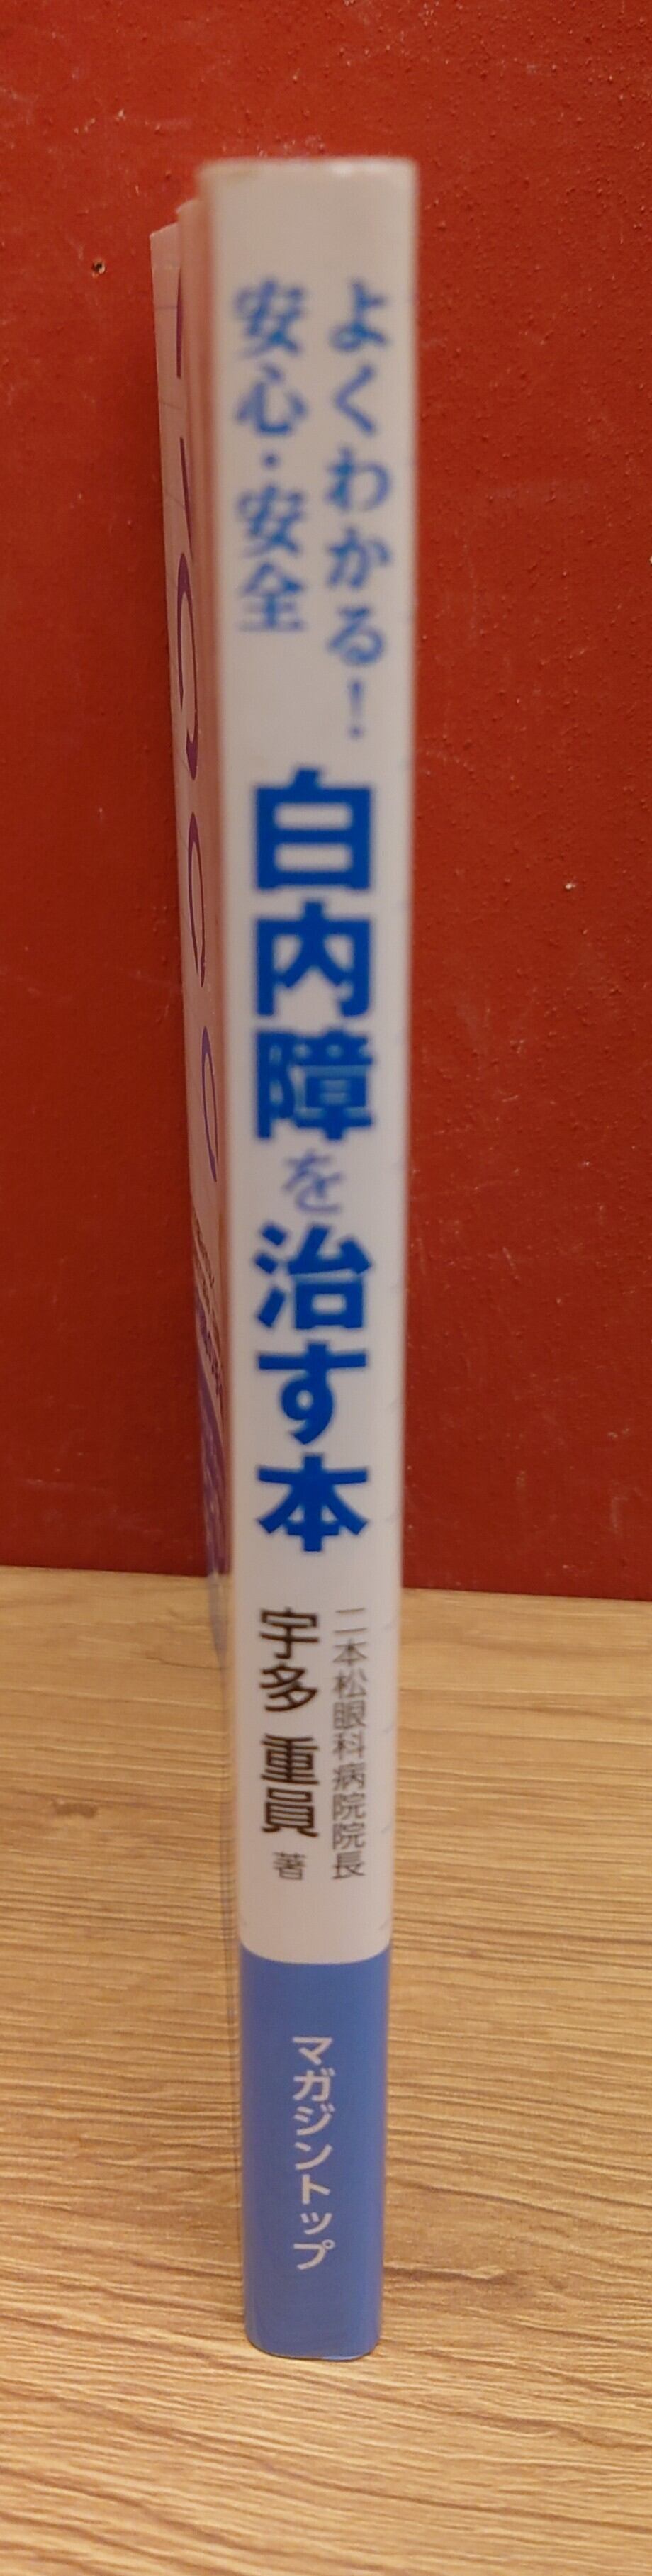 よくわかる!
安心・安全
白内障を治す本
二本松眼科病院院長
宇多 重員 著
マガジントップ